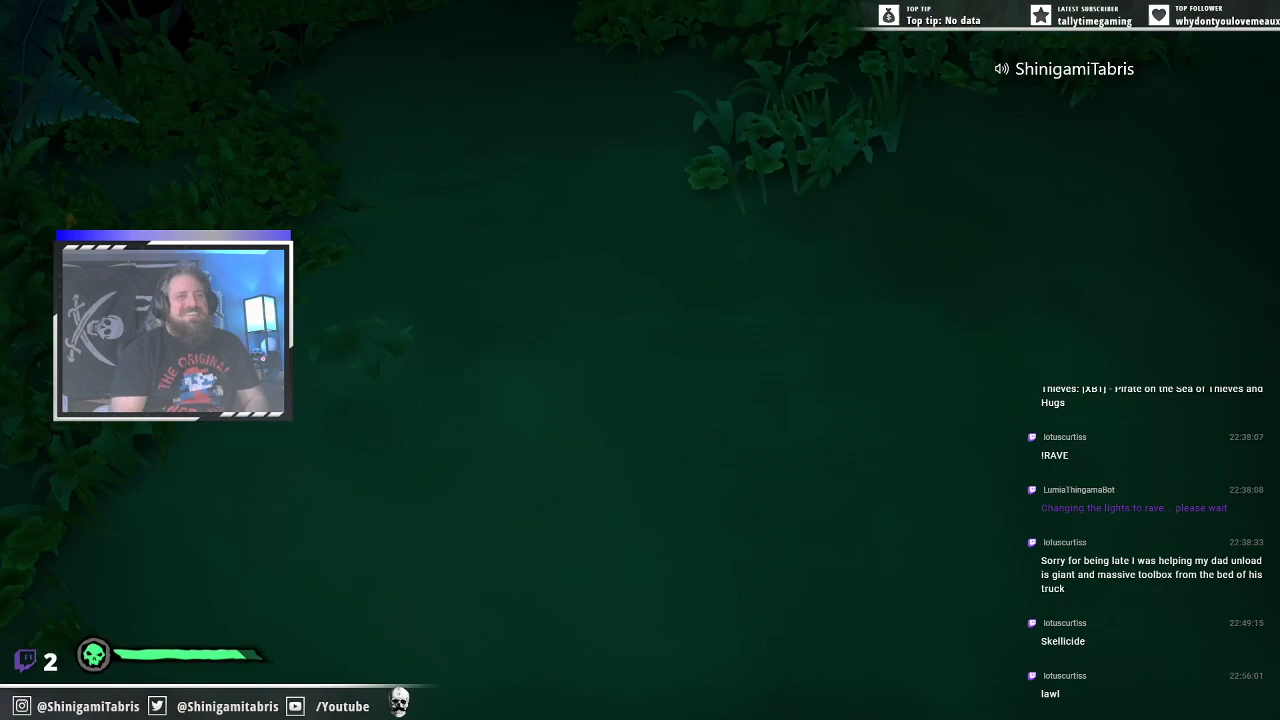 TOP TIP
Top tip: No data
LATEST SUBSCRIBER
tallytimegaming
TOP FOLLOWER
whydontyoulovemeaux
ShinigamiTabris
THE ORIGINAL
Thieves: [XB1] - Pirate on the Sea of Thieves and
Hugs
lotuscurtiss 22:38:07
!RAVE
LumiaThingamaBot 22:38:08
Changing the lights to rave... please wait
lotuscurtiss 22:38:33
Sorry for being late I was helping my dad unload
is giant and massive toolbox from the bed of his
truck
lotuscurtiss 22:49:15
Skellicide
lotuscurtiss 22:56:01
lawl
2
@ShinigamiTabris
@Shinigamitabris
/Youtube